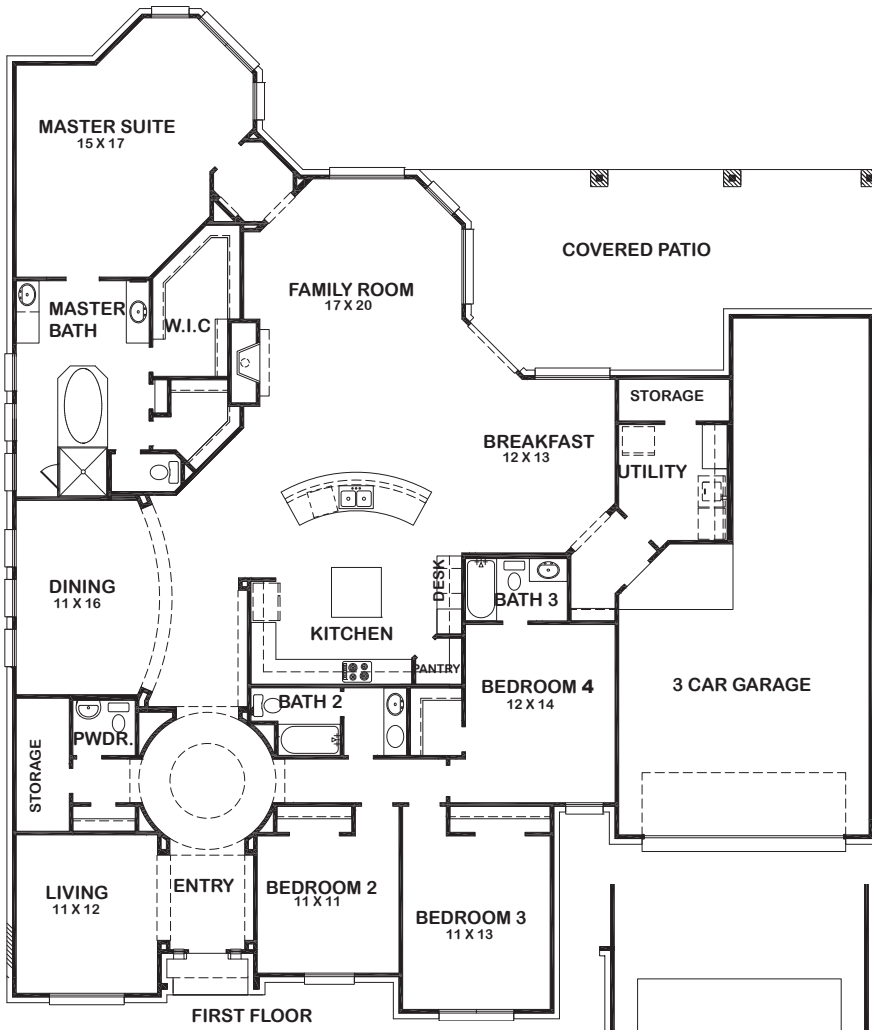 MASTER SUITE
15 X 17
COVERED PATIO
FAMILY ROOM
17 X 20
MASTER
BATH
W.I.C
STORAGE
BREAKFAST
12 X 13
UTILITY
DINING
11 X 16
KITCHEN
DESK
BATH 3
PANTRY
BEDROOM 4
12 X 14
3 CAR GARAGE
BATH 2
PWDR.
STORAGE
LIVING
11 X 12
ENTRY
BEDROOM 2
11 X 11
BEDROOM 3
11 X 13
FIRST FLOOR